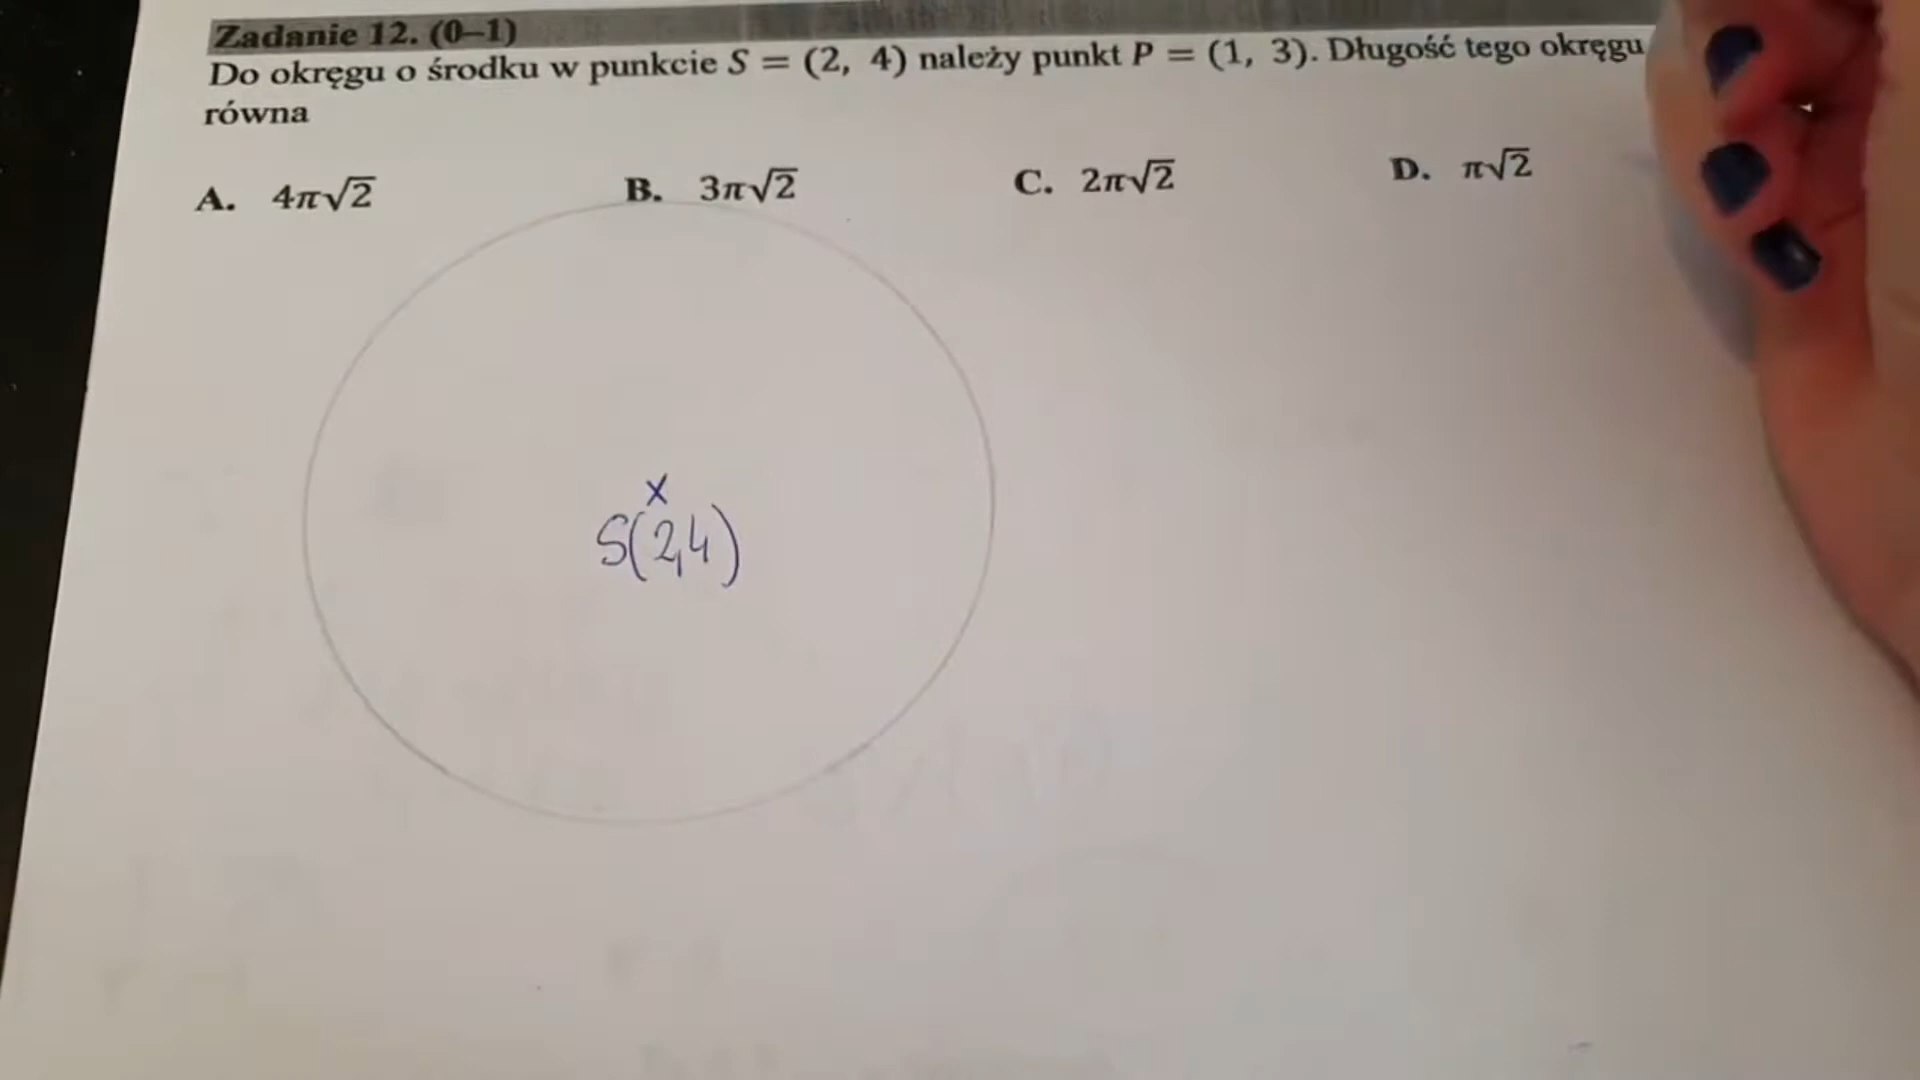 Zadanie 12. (0–1)
Do okręgu o środku w punkcie S = (2, 4) należy punkt P = (1, 3). Długość tego okręgu
równa
A. 4π√2 B. 3π√2 C. 2π√2 D. π√2
x
S(2,4)